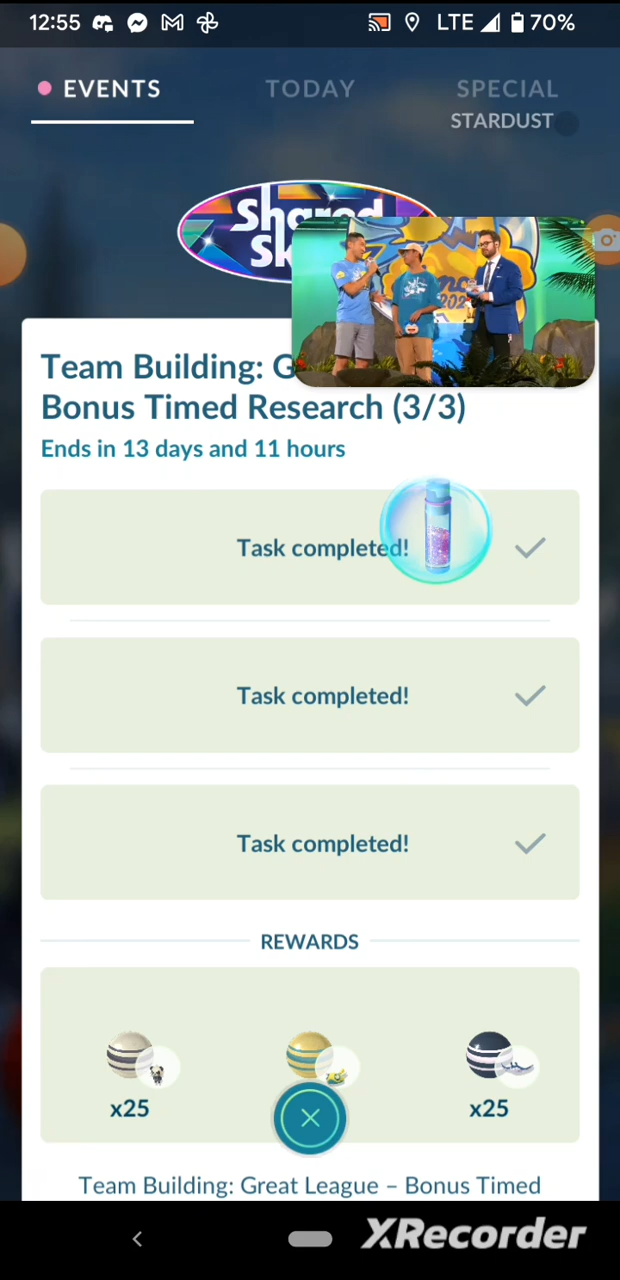 12:55
LTE
70%
EVENTS
TODAY
SPECIAL
STARDUST
Shared
Sk
Team Building: G
Bonus Timed Research (3/3)
Ends in 13 days and 11 hours
Task completed!
Task completed!
Task completed!
REWARDS
x25
x25
Team Building: Great League – Bonus Timed
XRecorder